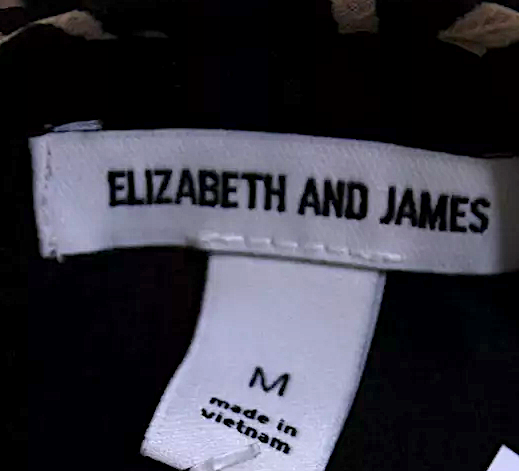 ELIZABETH AND JAMES
M
made in
vietnam